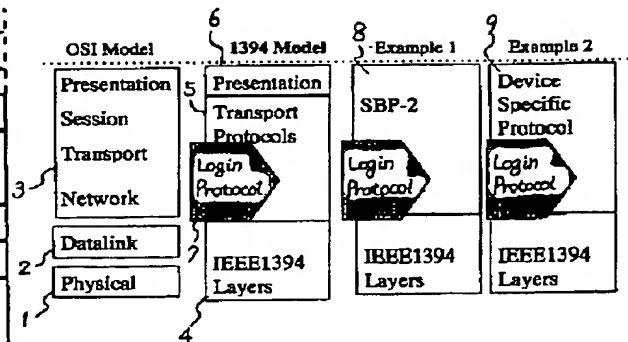 6
OSI Model
1394 Model
8
Example 1
9
Example 2
Presentation
Session
Transport
Network
3
Datalink
2
Physical
1
Presentation
5
Transport
Protocols
Login
Protocol
7
IEEE1394
Layers
4
SBP-2
Login
Protocol
IEEE1394
Layers
Device
Specific
Protocol
Login
Protocol
IEEE1394
Layers